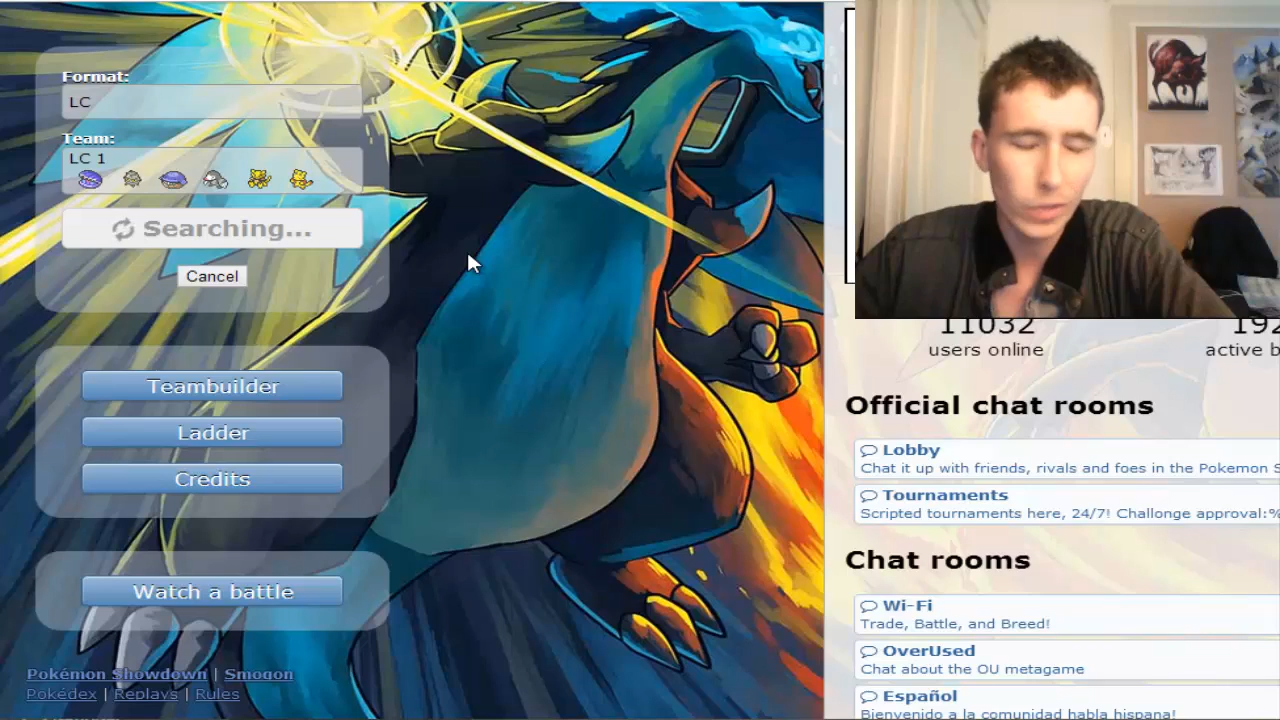 Format:
LC
Team:
LC 1
Searching...
Cancel
Teambuilder
Ladder
Credits
Watch a battle
Pokémon Showdown | Smogon
Pokédex | Replays | Rules
11032
users online
192
active b
Official chat rooms
Lobby
Chat it up with friends, rivals and foes in the Pokemon S
Tournaments
Scripted tournaments here, 24/7! Challonge approval:%
Chat rooms
Wi-Fi
Trade, Battle, and Breed!
OverUsed
Chat about the OU metagame
Español
Bienvenido a la comunidad habla hispana!